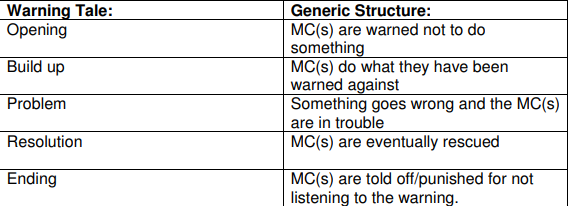 Warning Tale: Generic Structure:
Opening MC(s) are warned not to do
something
Build up MC(s) do what they have been
warned against
Problem Something goes wrong and the MC(s)
are in trouble
Resolution MC(s) are eventually rescued
Ending MC(s) are told off/punished for not
listening to the warning.